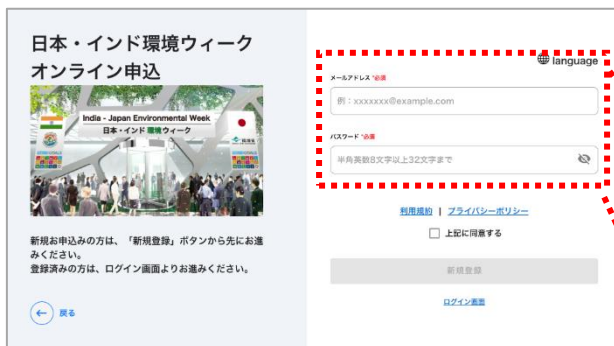 日本・インド環境ウィーク
オンライン申込
India - Japan Environmental Week
日本・インド 環境ウィーク
新規お申込みの方は、「新規登録」ボタンから先にお進
みください。
登録済みの方は、ログイン画面よりお進みください。
戻る
language
メールアドレス *必須
例：xxxxxxx@example.com
パスワード *必須
半角英数8文字以上32文字まで
利用規約 | プライバシーポリシー
上記に同意する
新規登録
ログイン画面